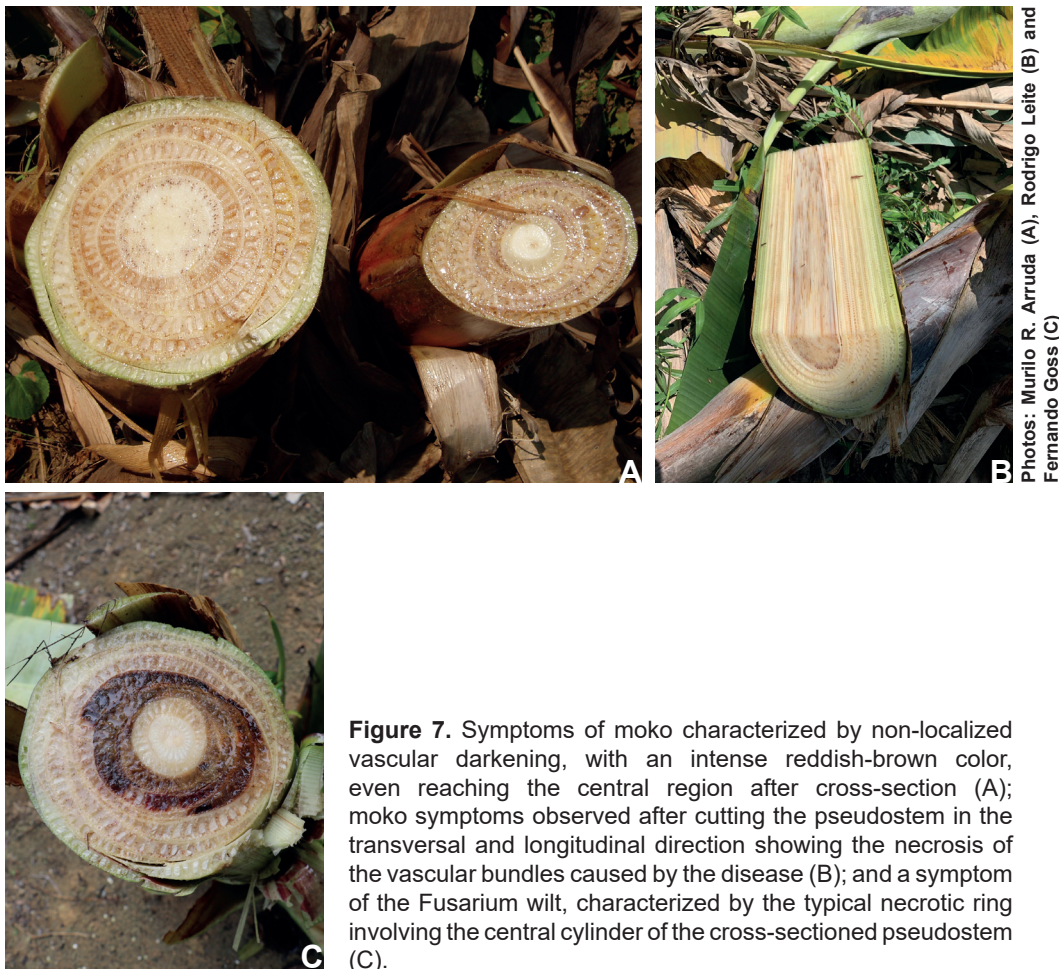 A
B
Photos: Murilo R. Arruda (A), Rodrigo Leite (B) and
Fernando Goss (C)
C
Figure 7. Symptoms of moko characterized by non-localized
vascular darkening, with an intense reddish-brown color,
even reaching the central region after cross-section (A);
moko symptoms observed after cutting the pseudostem in the
transversal and longitudinal direction showing the necrosis of
the vascular bundles caused by the disease (B); and a symptom
of the Fusarium wilt, characterized by the typical necrotic ring
involving the central cylinder of the cross-sectioned pseudostem
(C).